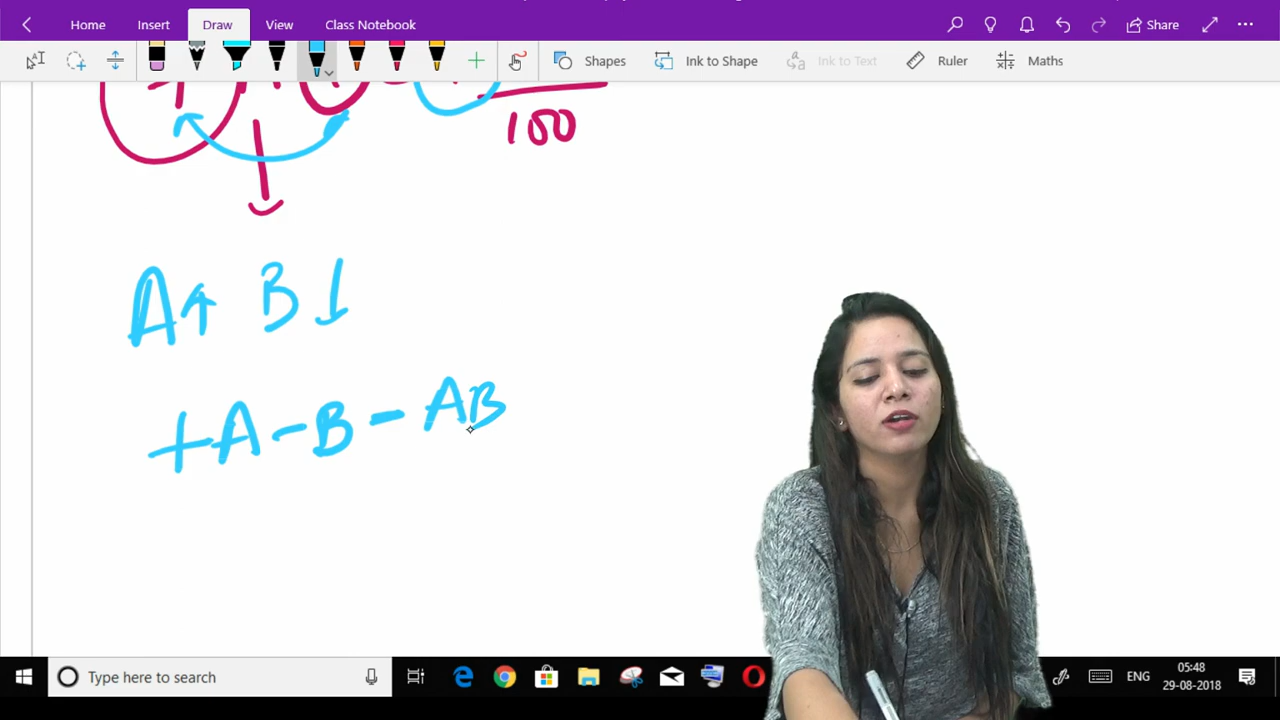 Home Insert Draw View Class Notebook Share
Shapes Ink to Shape Ink to Text Ruler Maths
100
A↑ B↓
+A-B-AB
Type here to search
ENG
05:48
29-08-2018